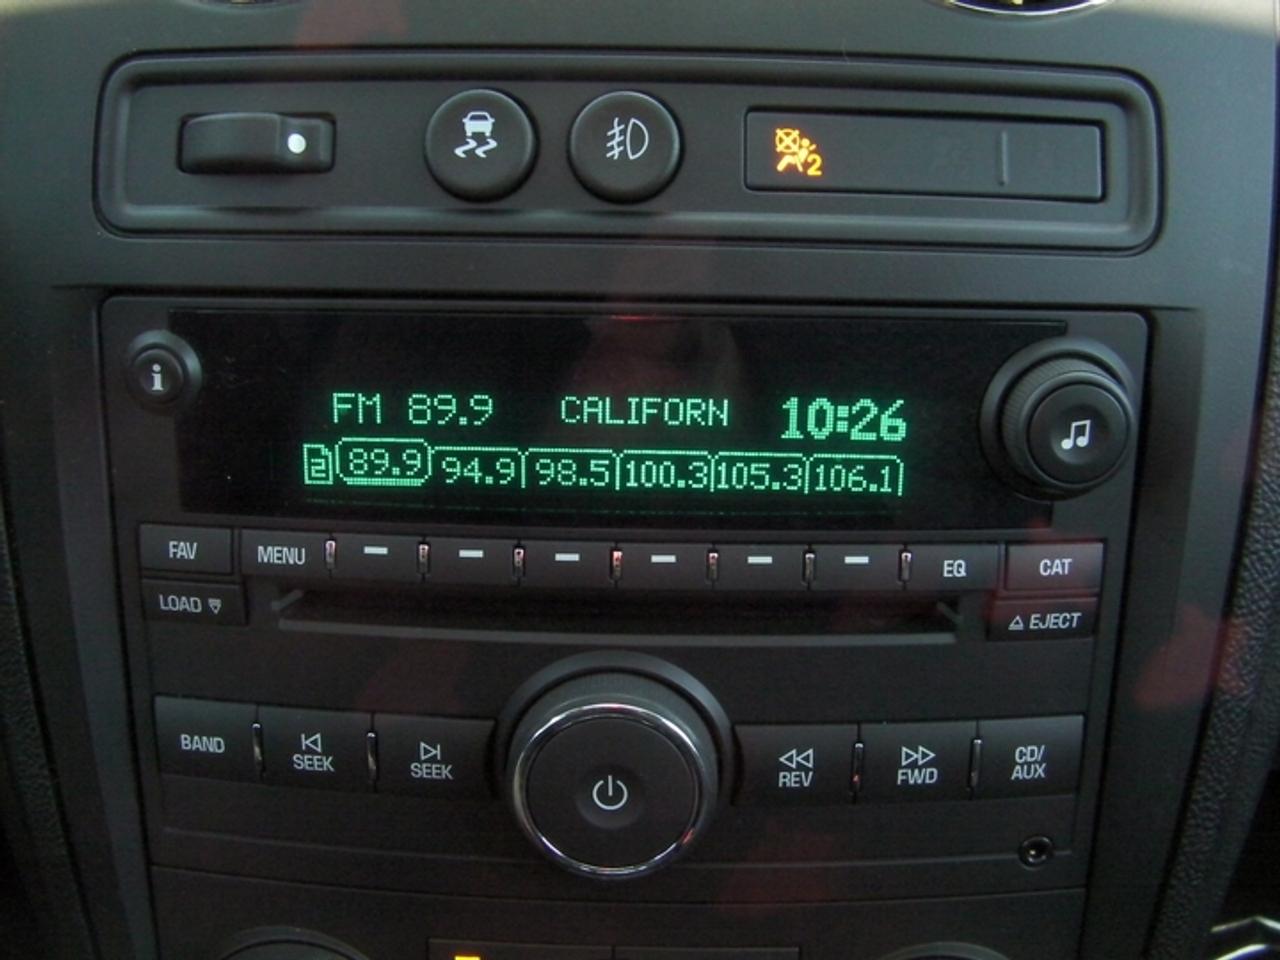 2
i
FM 89.9 CALIFORN 10:26
2 89.9 94.9 98.5 100.3 105.3 106.1
FAV MENU EQ CAT
LOAD EJECT
BAND SEEK SEEK REV FWD CD/
AUX